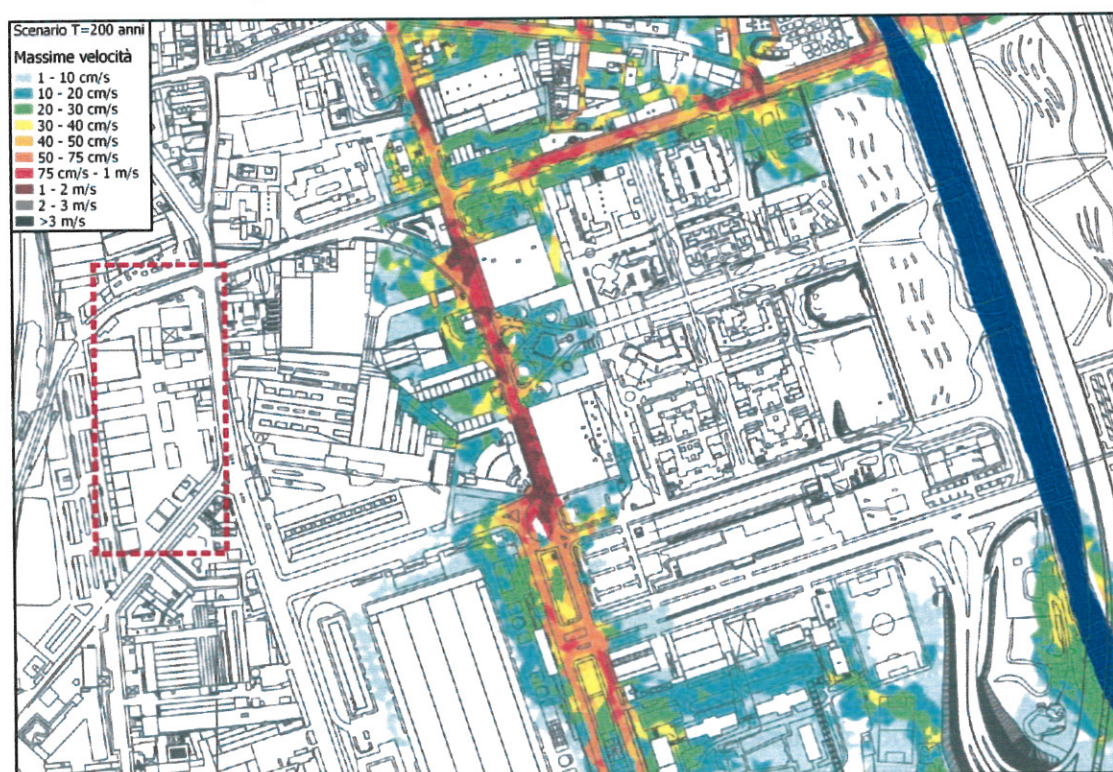 Scenario T=200 anni
Massime velocità
1 - 10 cm/s
10 - 20 cm/s
20 - 30 cm/s
30 - 40 cm/s
40 - 50 cm/s
50 - 75 cm/s
75 cm/s - 1 m/s
1 - 2 m/s
2 - 3 m/s
>3 m/s